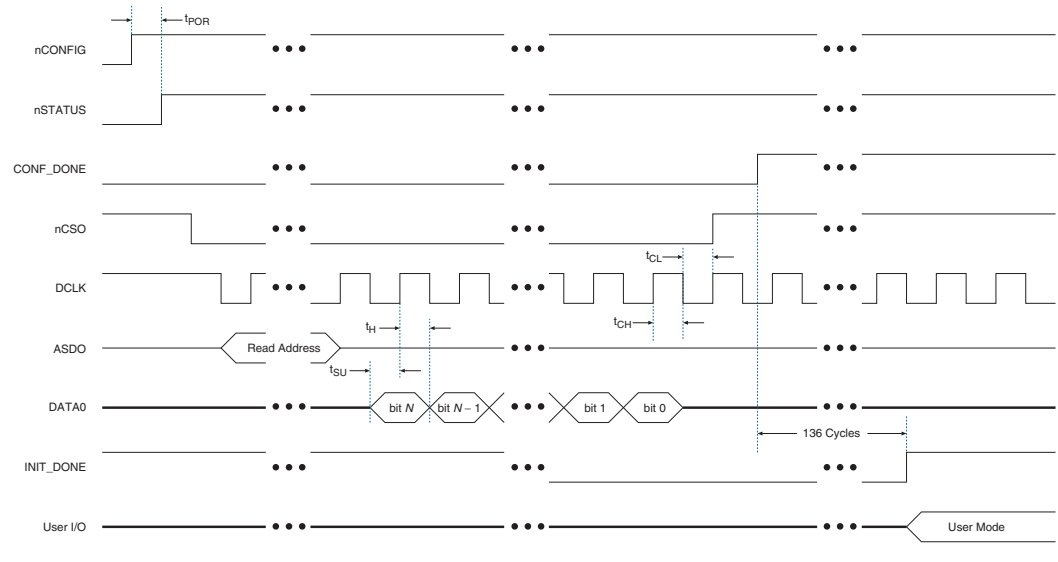 tPOR
nCONFIG
nSTATUS
CONF_DONE
nCSO
tCL
DCLK
tCH
tH
ASDO
Read Address
tSU
DATA0
bit N
bit N – 1
bit 1
bit 0
136 Cycles
INIT_DONE
User I/O
User Mode